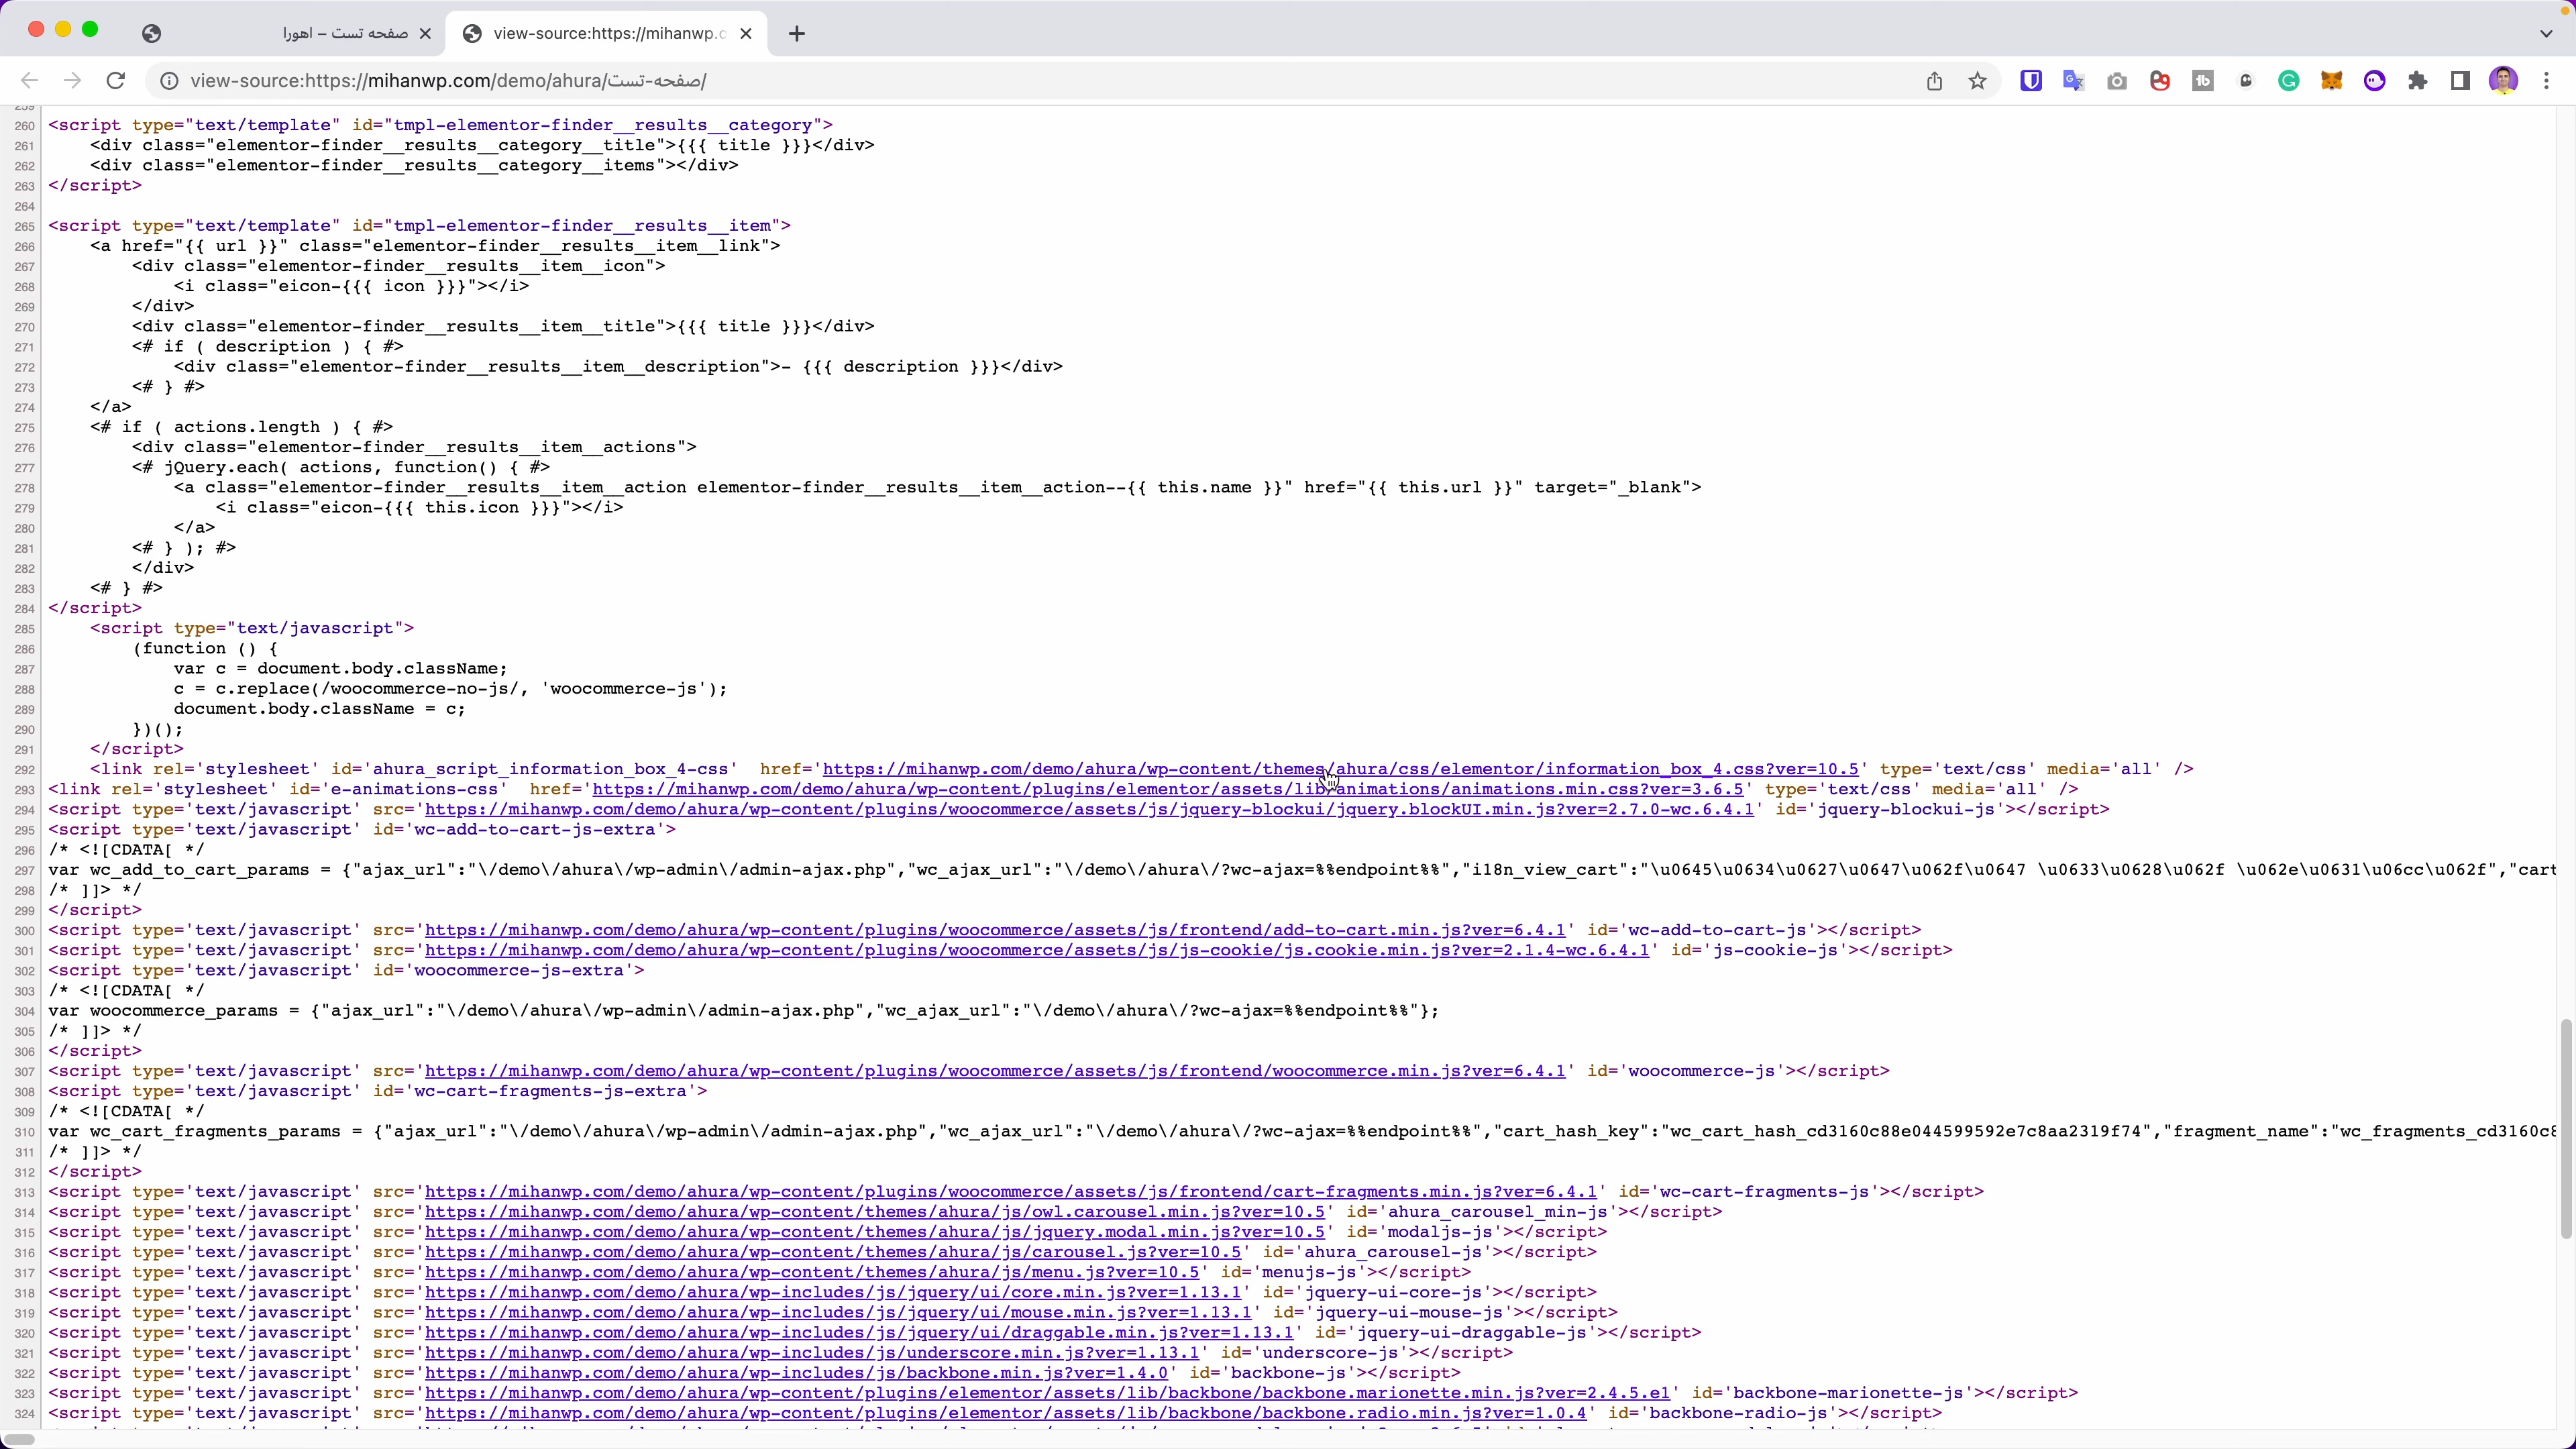 صفحه تست – اهورا
view-source:https://mihanwp.c
view-source:https://mihanwp.com/demo/ahura/صفحه-تست/
259
260 <script type="text/template" id="tmpl-elementor-finder__results__category">
261 <div class="elementor-finder__results__category__title">{{{ title }}}</div>
262 <div class="elementor-finder__results__category__items"></div>
263 </script>
264
265 <script type="text/template" id="tmpl-elementor-finder__results__item">
266 <a href="{{ url }}" class="elementor-finder__results__item__link">
267 <div class="elementor-finder__results__item__icon">
268 <i class="eicon-{{{ icon }}}"></i>
269 </div>
270 <div class="elementor-finder__results__item__title">{{{ title }}}</div>
271 <# if ( description ) { #>
272 <div class="elementor-finder__results__item__description">- {{{ description }}}</div>
273 <# } #>
274 </a>
275 <# if ( actions.length ) { #>
276 <div class="elementor-finder__results__item__actions">
277 <# jQuery.each( actions, function() { #>
278 <a class="elementor-finder__results__item__action elementor-finder__results__item__action--{{ this.name }}" href="{{ this.url }}" target="_blank">
279 <i class="eicon-{{{ this.icon }}}"></i>
280 </a>
281 <# } ); #>
282 </div>
283 <# } #>
284 </script>
285 <script type="text/javascript">
286 (function () {
287 var c = document.body.className;
288 c = c.replace(/woocommerce-no-js/, 'woocommerce-js');
289 document.body.className = c;
290 })();
291 </script>
292 <link rel='stylesheet' id='ahura_script_information_box_4-css'  href='https://mihanwp.com/demo/ahura/wp-content/themes/ahura/css/elementor/information_box_4.css?ver=10.5' type='text/css' media='all' />
293 <link rel='stylesheet' id='e-animations-css'  href='https://mihanwp.com/demo/ahura/wp-content/plugins/elementor/assets/lib/animations/animations.min.css?ver=3.6.5' type='text/css' media='all' />
294 <script type='text/javascript' src='https://mihanwp.com/demo/ahura/wp-content/plugins/woocommerce/assets/js/jquery-blockui/jquery.blockUI.min.js?ver=2.7.0-wc.6.4.1' id='jquery-blockui-js'></script>
295 <script type='text/javascript' id='wc-add-to-cart-js-extra'>
296 /* <![CDATA[ */
297 var wc_add_to_cart_params = {"ajax_url":"\/demo\/ahura\/wp-admin\/admin-ajax.php","wc_ajax_url":"\/demo\/ahura\/?wc-ajax=%%endpoint%%","i18n_view_cart":"\u0645\u0634\u0627\u0647\u062f\u0647 \u0633\u0628\u062f \u062e\u0631\u06cc\u062f","cart
298 /* ]]> */
299 </script>
300 <script type='text/javascript' src='https://mihanwp.com/demo/ahura/wp-content/plugins/woocommerce/assets/js/frontend/add-to-cart.min.js?ver=6.4.1' id='wc-add-to-cart-js'></script>
301 <script type='text/javascript' src='https://mihanwp.com/demo/ahura/wp-content/plugins/woocommerce/assets/js/js-cookie/js.cookie.min.js?ver=2.1.4-wc.6.4.1' id='js-cookie-js'></script>
302 <script type='text/javascript' id='woocommerce-js-extra'>
303 /* <![CDATA[ */
304 var woocommerce_params = {"ajax_url":"\/demo\/ahura\/wp-admin\/admin-ajax.php","wc_ajax_url":"\/demo\/ahura\/?wc-ajax=%%endpoint%%"};
305 /* ]]> */
306 </script>
307 <script type='text/javascript' src='https://mihanwp.com/demo/ahura/wp-content/plugins/woocommerce/assets/js/frontend/woocommerce.min.js?ver=6.4.1' id='woocommerce-js'></script>
308 <script type='text/javascript' id='wc-cart-fragments-js-extra'>
309 /* <![CDATA[ */
310 var wc_cart_fragments_params = {"ajax_url":"\/demo\/ahura\/wp-admin\/admin-ajax.php","wc_ajax_url":"\/demo\/ahura\/?wc-ajax=%%endpoint%%","cart_hash_key":"wc_cart_hash_cd3160c88e044599592e7c8aa2319f74","fragment_name":"wc_fragments_cd3160c8
311 /* ]]> */
312 </script>
313 <script type='text/javascript' src='https://mihanwp.com/demo/ahura/wp-content/plugins/woocommerce/assets/js/frontend/cart-fragments.min.js?ver=6.4.1' id='wc-cart-fragments-js'></script>
314 <script type='text/javascript' src='https://mihanwp.com/demo/ahura/wp-content/themes/ahura/js/owl.carousel.min.js?ver=10.5' id='ahura_carousel_min-js'></script>
315 <script type='text/javascript' src='https://mihanwp.com/demo/ahura/wp-content/themes/ahura/js/jquery.modal.min.js?ver=10.5' id='modaljs-js'></script>
316 <script type='text/javascript' src='https://mihanwp.com/demo/ahura/wp-content/themes/ahura/js/carousel.js?ver=10.5' id='ahura_carousel-js'></script>
317 <script type='text/javascript' src='https://mihanwp.com/demo/ahura/wp-content/themes/ahura/js/menu.js?ver=10.5' id='menujs-js'></script>
318 <script type='text/javascript' src='https://mihanwp.com/demo/ahura/wp-includes/js/jquery/ui/core.min.js?ver=1.13.1' id='jquery-ui-core-js'></script>
319 <script type='text/javascript' src='https://mihanwp.com/demo/ahura/wp-includes/js/jquery/ui/mouse.min.js?ver=1.13.1' id='jquery-ui-mouse-js'></script>
320 <script type='text/javascript' src='https://mihanwp.com/demo/ahura/wp-includes/js/jquery/ui/draggable.min.js?ver=1.13.1' id='jquery-ui-draggable-js'></script>
321 <script type='text/javascript' src='https://mihanwp.com/demo/ahura/wp-includes/js/underscore.min.js?ver=1.13.1' id='underscore-js'></script>
322 <script type='text/javascript' src='https://mihanwp.com/demo/ahura/wp-includes/js/backbone.min.js?ver=1.4.0' id='backbone-js'></script>
323 <script type='text/javascript' src='https://mihanwp.com/demo/ahura/wp-content/plugins/elementor/assets/lib/backbone/backbone.marionette.min.js?ver=2.4.5.e1' id='backbone-marionette-js'></script>
324 <script type='text/javascript' src='https://mihanwp.com/demo/ahura/wp-content/plugins/elementor/assets/lib/backbone/backbone.radio.min.js?ver=1.0.4' id='backbone-radio-js'></script>